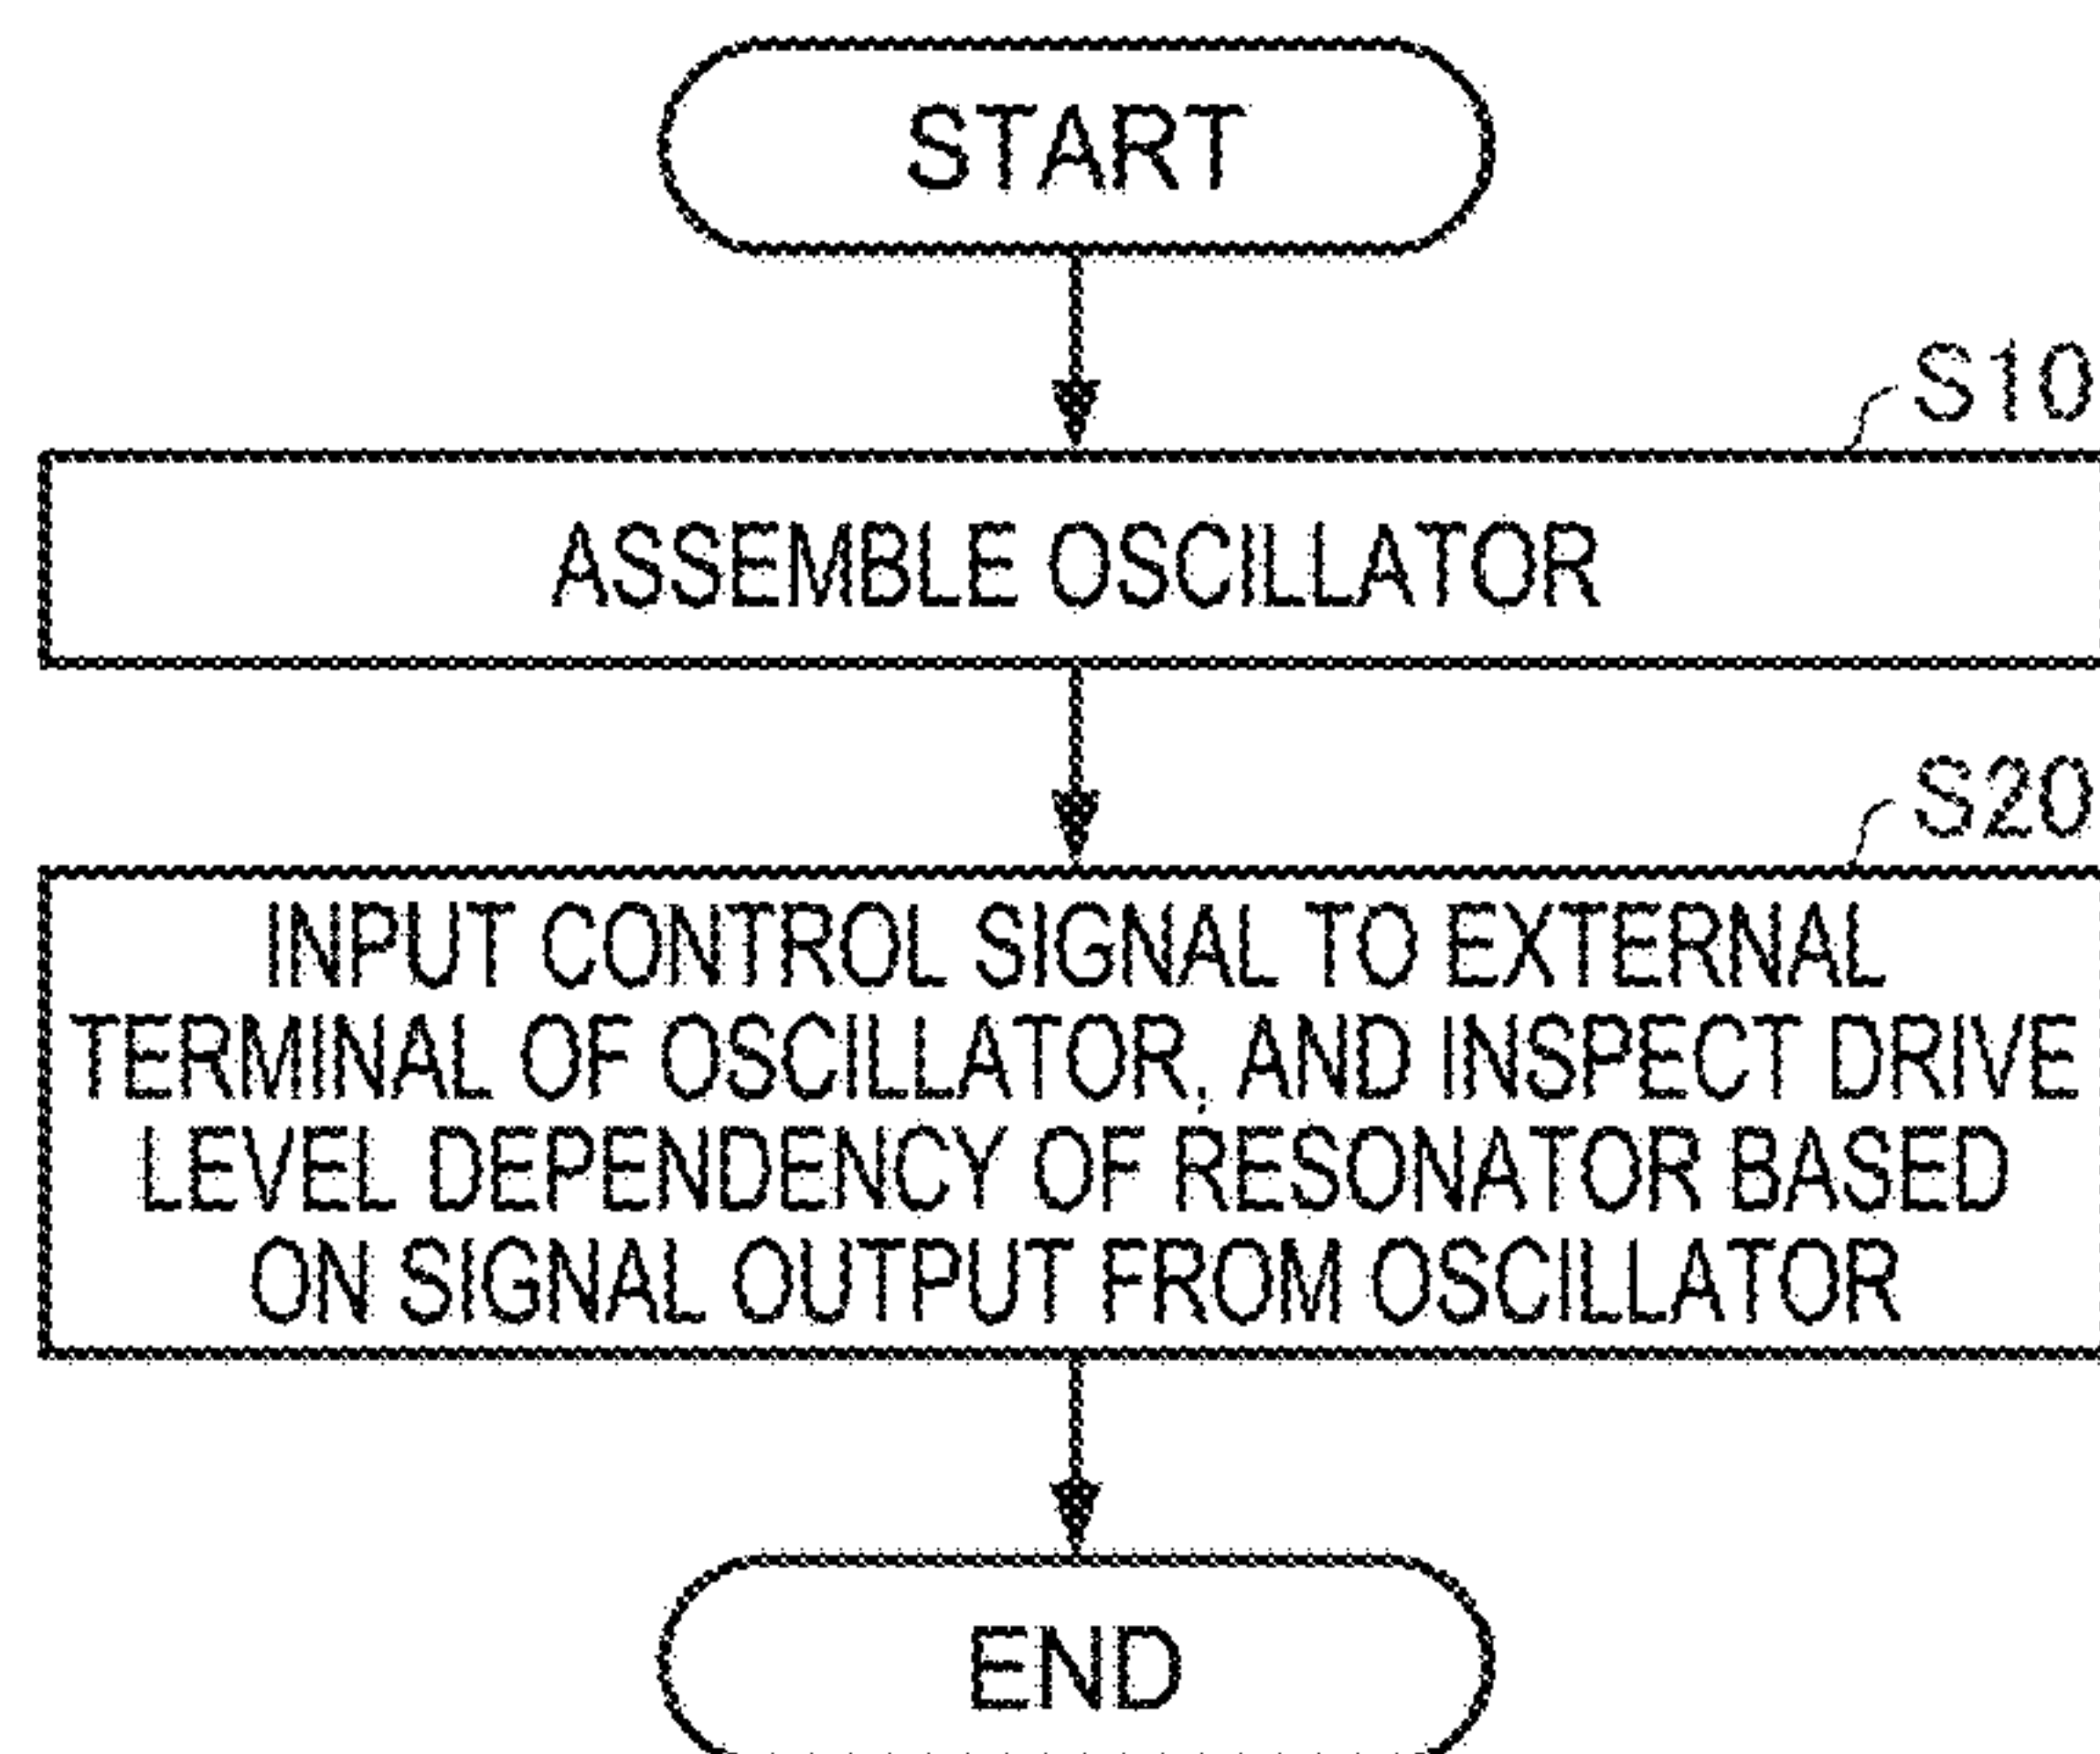 START
S10
ASSEMBLE OSCILLATOR
S20
INPUT CONTROL SIGNAL TO EXTERNAL
TERMINAL OF OSCILLATOR, AND INSPECT DRIVE
LEVEL DEPENDENCY OF RESONATOR BASED
ON SIGNAL OUTPUT FROM OSCILLATOR
END